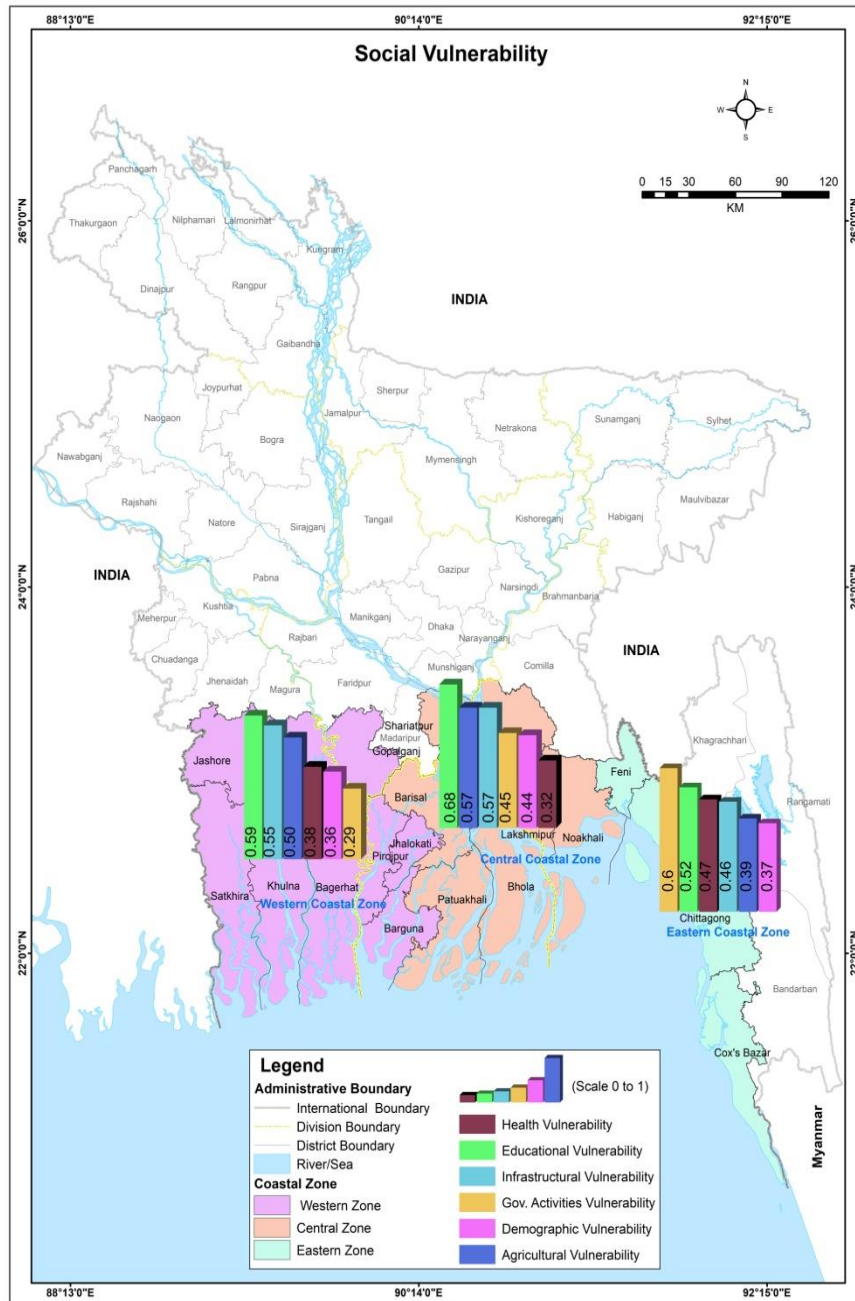 88°13'0"E 90°14'0"E 92°15'0"E
Social Vulnerability
N
W E
S
0 15 30 60 90 120
KM
26°0'0"N 26°0'0"N
Panchagarh
Thakurgaon Nilphamari Lalmonirhat
Kurigram
Dinajpur Rangpur
INDIA
Gaibandha
Joypurhat Sherpur
Jamalpur Netrakona Sunamganj Sylhet
Naogaon
Bogra
Nawabganj Mymensingh
Rajshahi Maulvibazar
Natore Sirajganj Tangail Kishoreganj Habiganj
INDIA
24°0'0"N 24°0'0"N
Gazipur
Pabna Narsingdi
Kushtia Brahmanbaria
Meherpur Manikganj
Dhaka
Rajbari Narayanganj
Chuadanga INDIA
Munshiganj Comilla
Jhenaidah Faridpur
Magura
Shariatpur
Madaripur Khagrachhari
Gopalganj
Jashore Feni
Barisal Rangamati
0.59 0.55 0.50 0.38 0.36 0.29
0.68 0.57 0.57 0.45 0.44 0.32
0.6 0.52 0.47 0.46 0.39 0.37
Lakshmipur Noakhali
Jhalokati
Pirojpur Central Coastal Zone
Satkhira Khulna Bagerhat Bhola
Patuakhali
Western Coastal Zone
Chittagong
Eastern Coastal Zone
Barguna
22°0'0"N 22°0'0"N
Bandarban
Cox's Bazar
Myanmar
Legend
Administrative Boundary
International Boundary
Division Boundary
District Boundary
River/Sea
Coastal Zone
Western Zone
Central Zone
Eastern Zone
(Scale 0 to 1)
Health Vulnerability
Educational Vulnerability
Infrastructural Vulnerability
Gov. Activities Vulnerability
Demographic Vulnerability
Agricultural Vulnerability
88°13'0"E 90°14'0"E 92°15'0"E